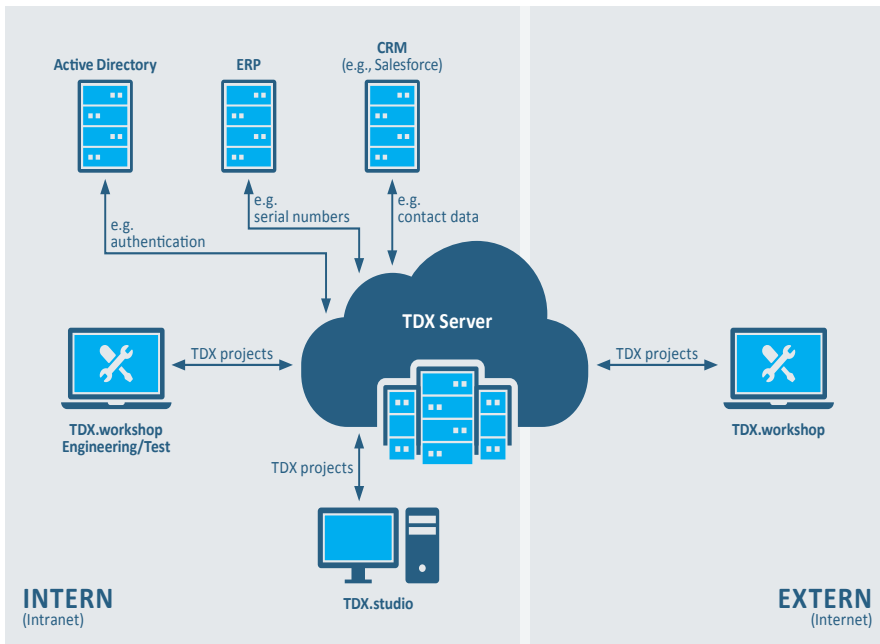 Active Directory
ERP
CRM
(e.g., Salesforce)
e.g.
authentication
e.g.
serial numbers
e.g.
contact data
TDX Server
TDX projects
TDX projects
TDX.workshop
Engineering/Test
TDX.workshop
TDX projects
TDX.studio
INTERN
(Intranet)
EXTERN
(Internet)